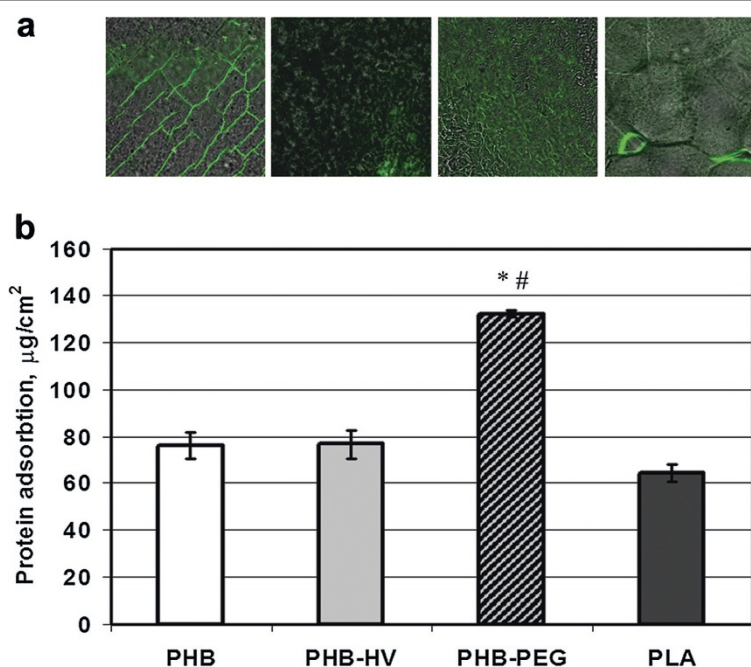 a
b
Protein adsorbtion, µg/cm²
160
140
120
100
80
60
40
20
0
* #
PHB
PHB-HV
PHB-PEG
PLA